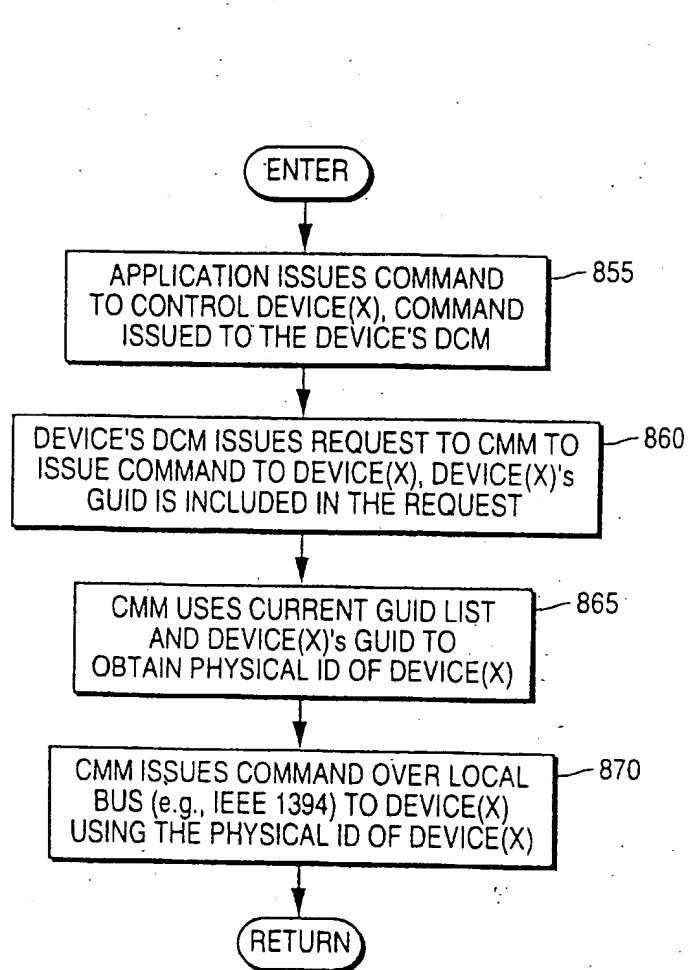 ENTER
APPLICATION ISSUES COMMAND
TO CONTROL DEVICE(X), COMMAND
ISSUED TO THE DEVICE'S DCM
855
DEVICE'S DCM ISSUES REQUEST TO CMM TO
ISSUE COMMAND TO DEVICE(X), DEVICE(X)'s
GUID IS INCLUDED IN THE REQUEST
860
CMM USES CURRENT GUID LIST
AND DEVICE(X)'s GUID TO
OBTAIN PHYSICAL ID OF DEVICE(X)
865
CMM ISSUES COMMAND OVER LOCAL
BUS (e.g., IEEE 1394) TO DEVICE(X)
USING THE PHYSICAL ID OF DEVICE(X)
870
RETURN